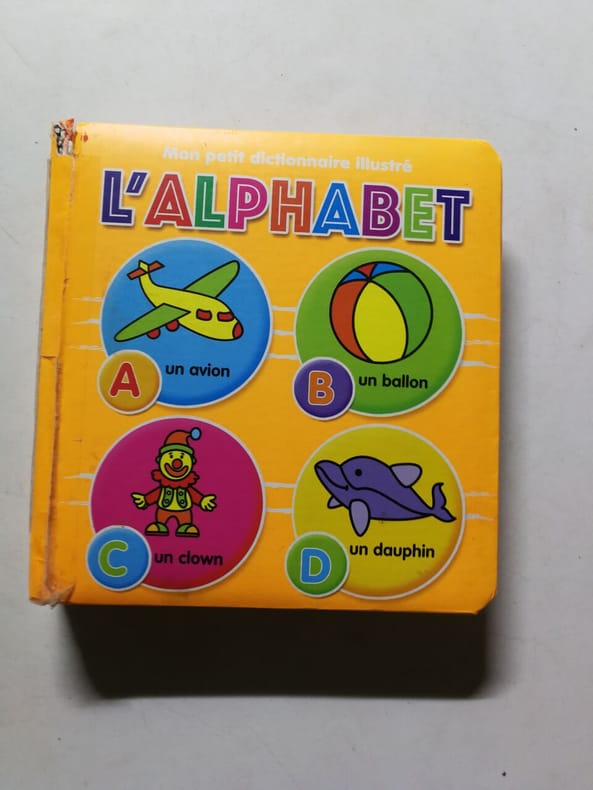 Mon petit dictionnaire illustré
L'ALPHABET
A un avion
B un ballon
C un clown
D un dauphin